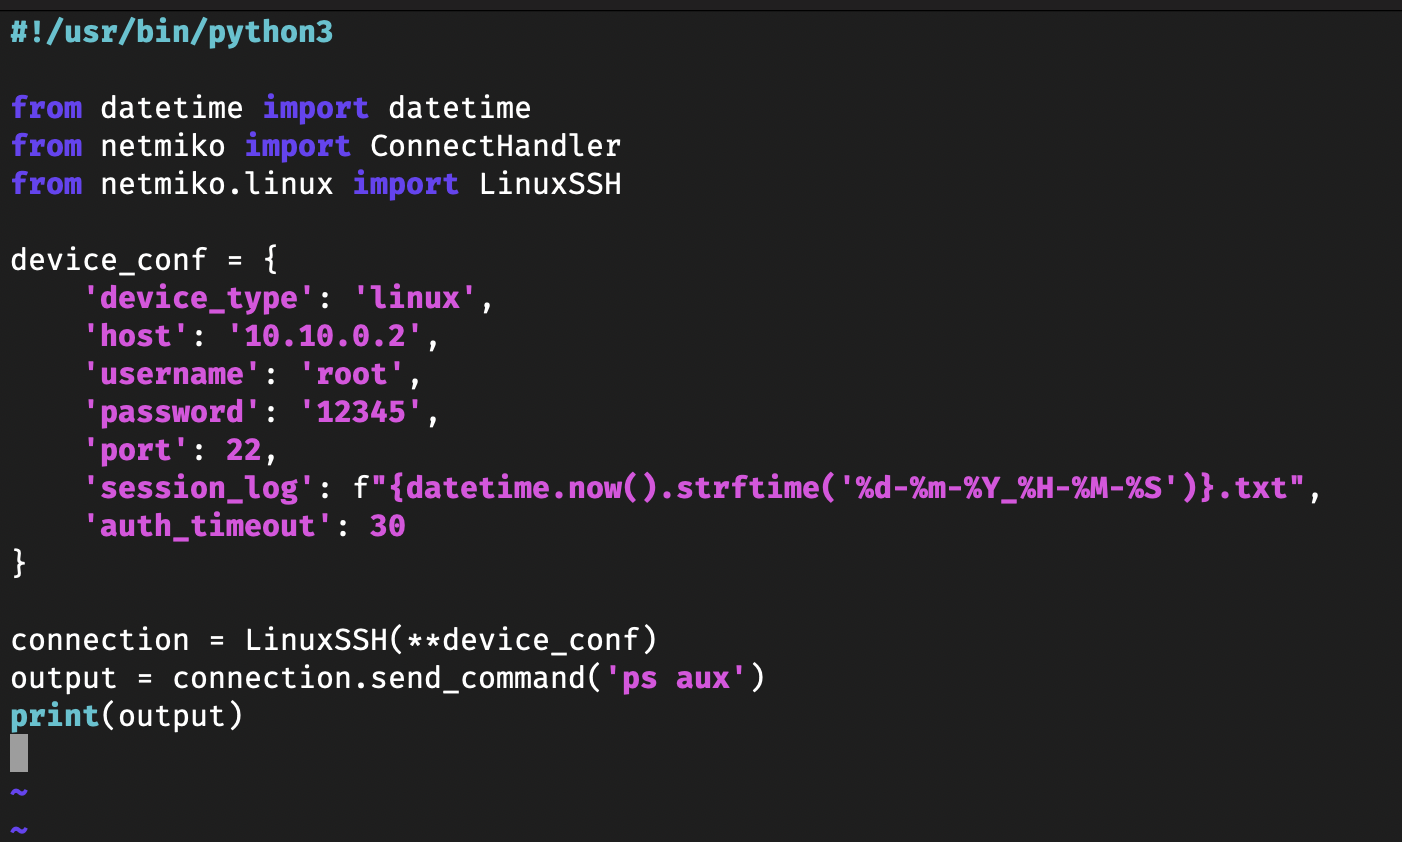 #!/usr/bin/python3

from datetime import datetime
from netmiko import ConnectHandler
from netmiko.linux import LinuxSSH

device_conf = {
    'device_type': 'linux',
    'host': '10.10.0.2',
    'username': 'root',
    'password': '12345',
    'port': 22,
    'session_log': f"{datetime.now().strftime('%d-%m-%Y_%H-%M-%S')}.txt",
    'auth_timeout': 30
}

connection = LinuxSSH(**device_conf)
output = connection.send_command('ps aux')
print(output)

~
~